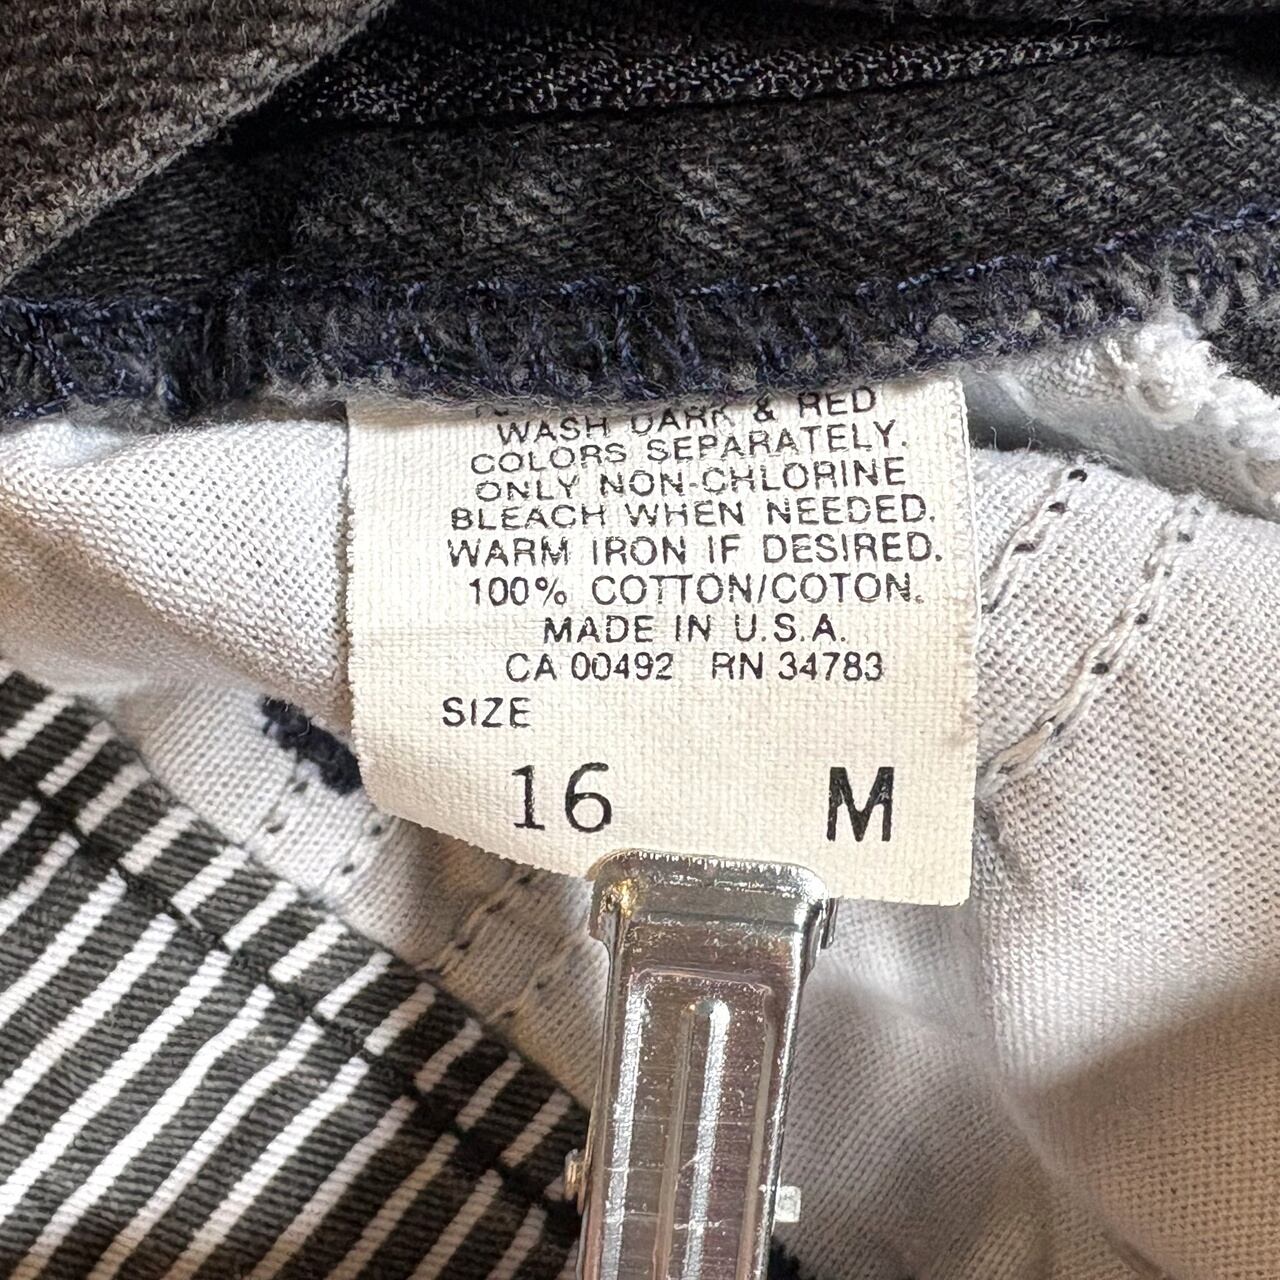 WASH DARK & RED
COLORS SEPARATELY.
ONLY NON-CHLORINE
BLEACH WHEN NEEDED.
WARM IRON IF DESIRED.
100% COTTON/COTON.
MADE IN U.S.A.
CA 00492 RN 34783
SIZE
16 M